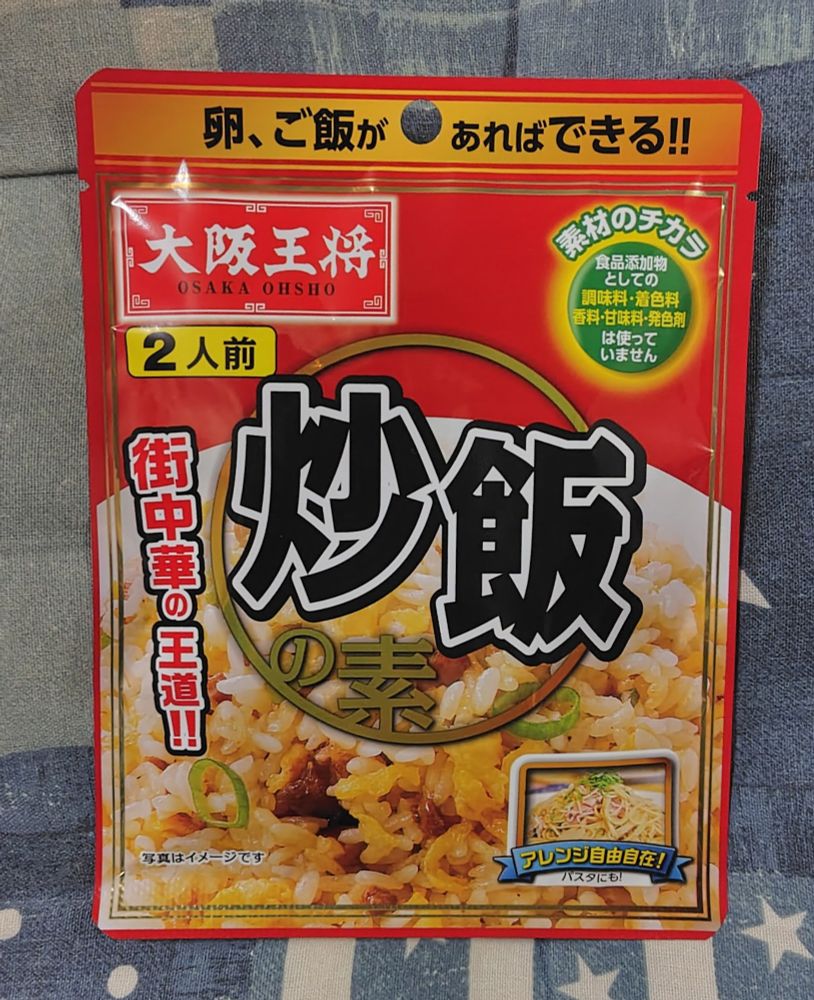 卵、ご飯が あればできる!!
大阪王将
OSAKA OHSHO
素材のチカラ
食品添加物
としての
調味料・着色料
香料・甘味料・発色剤
は使って
いません
2人前
炒飯
の素
街中華の王道!!
アレンジ自由自在!
パスタにも!
写真はイメージです